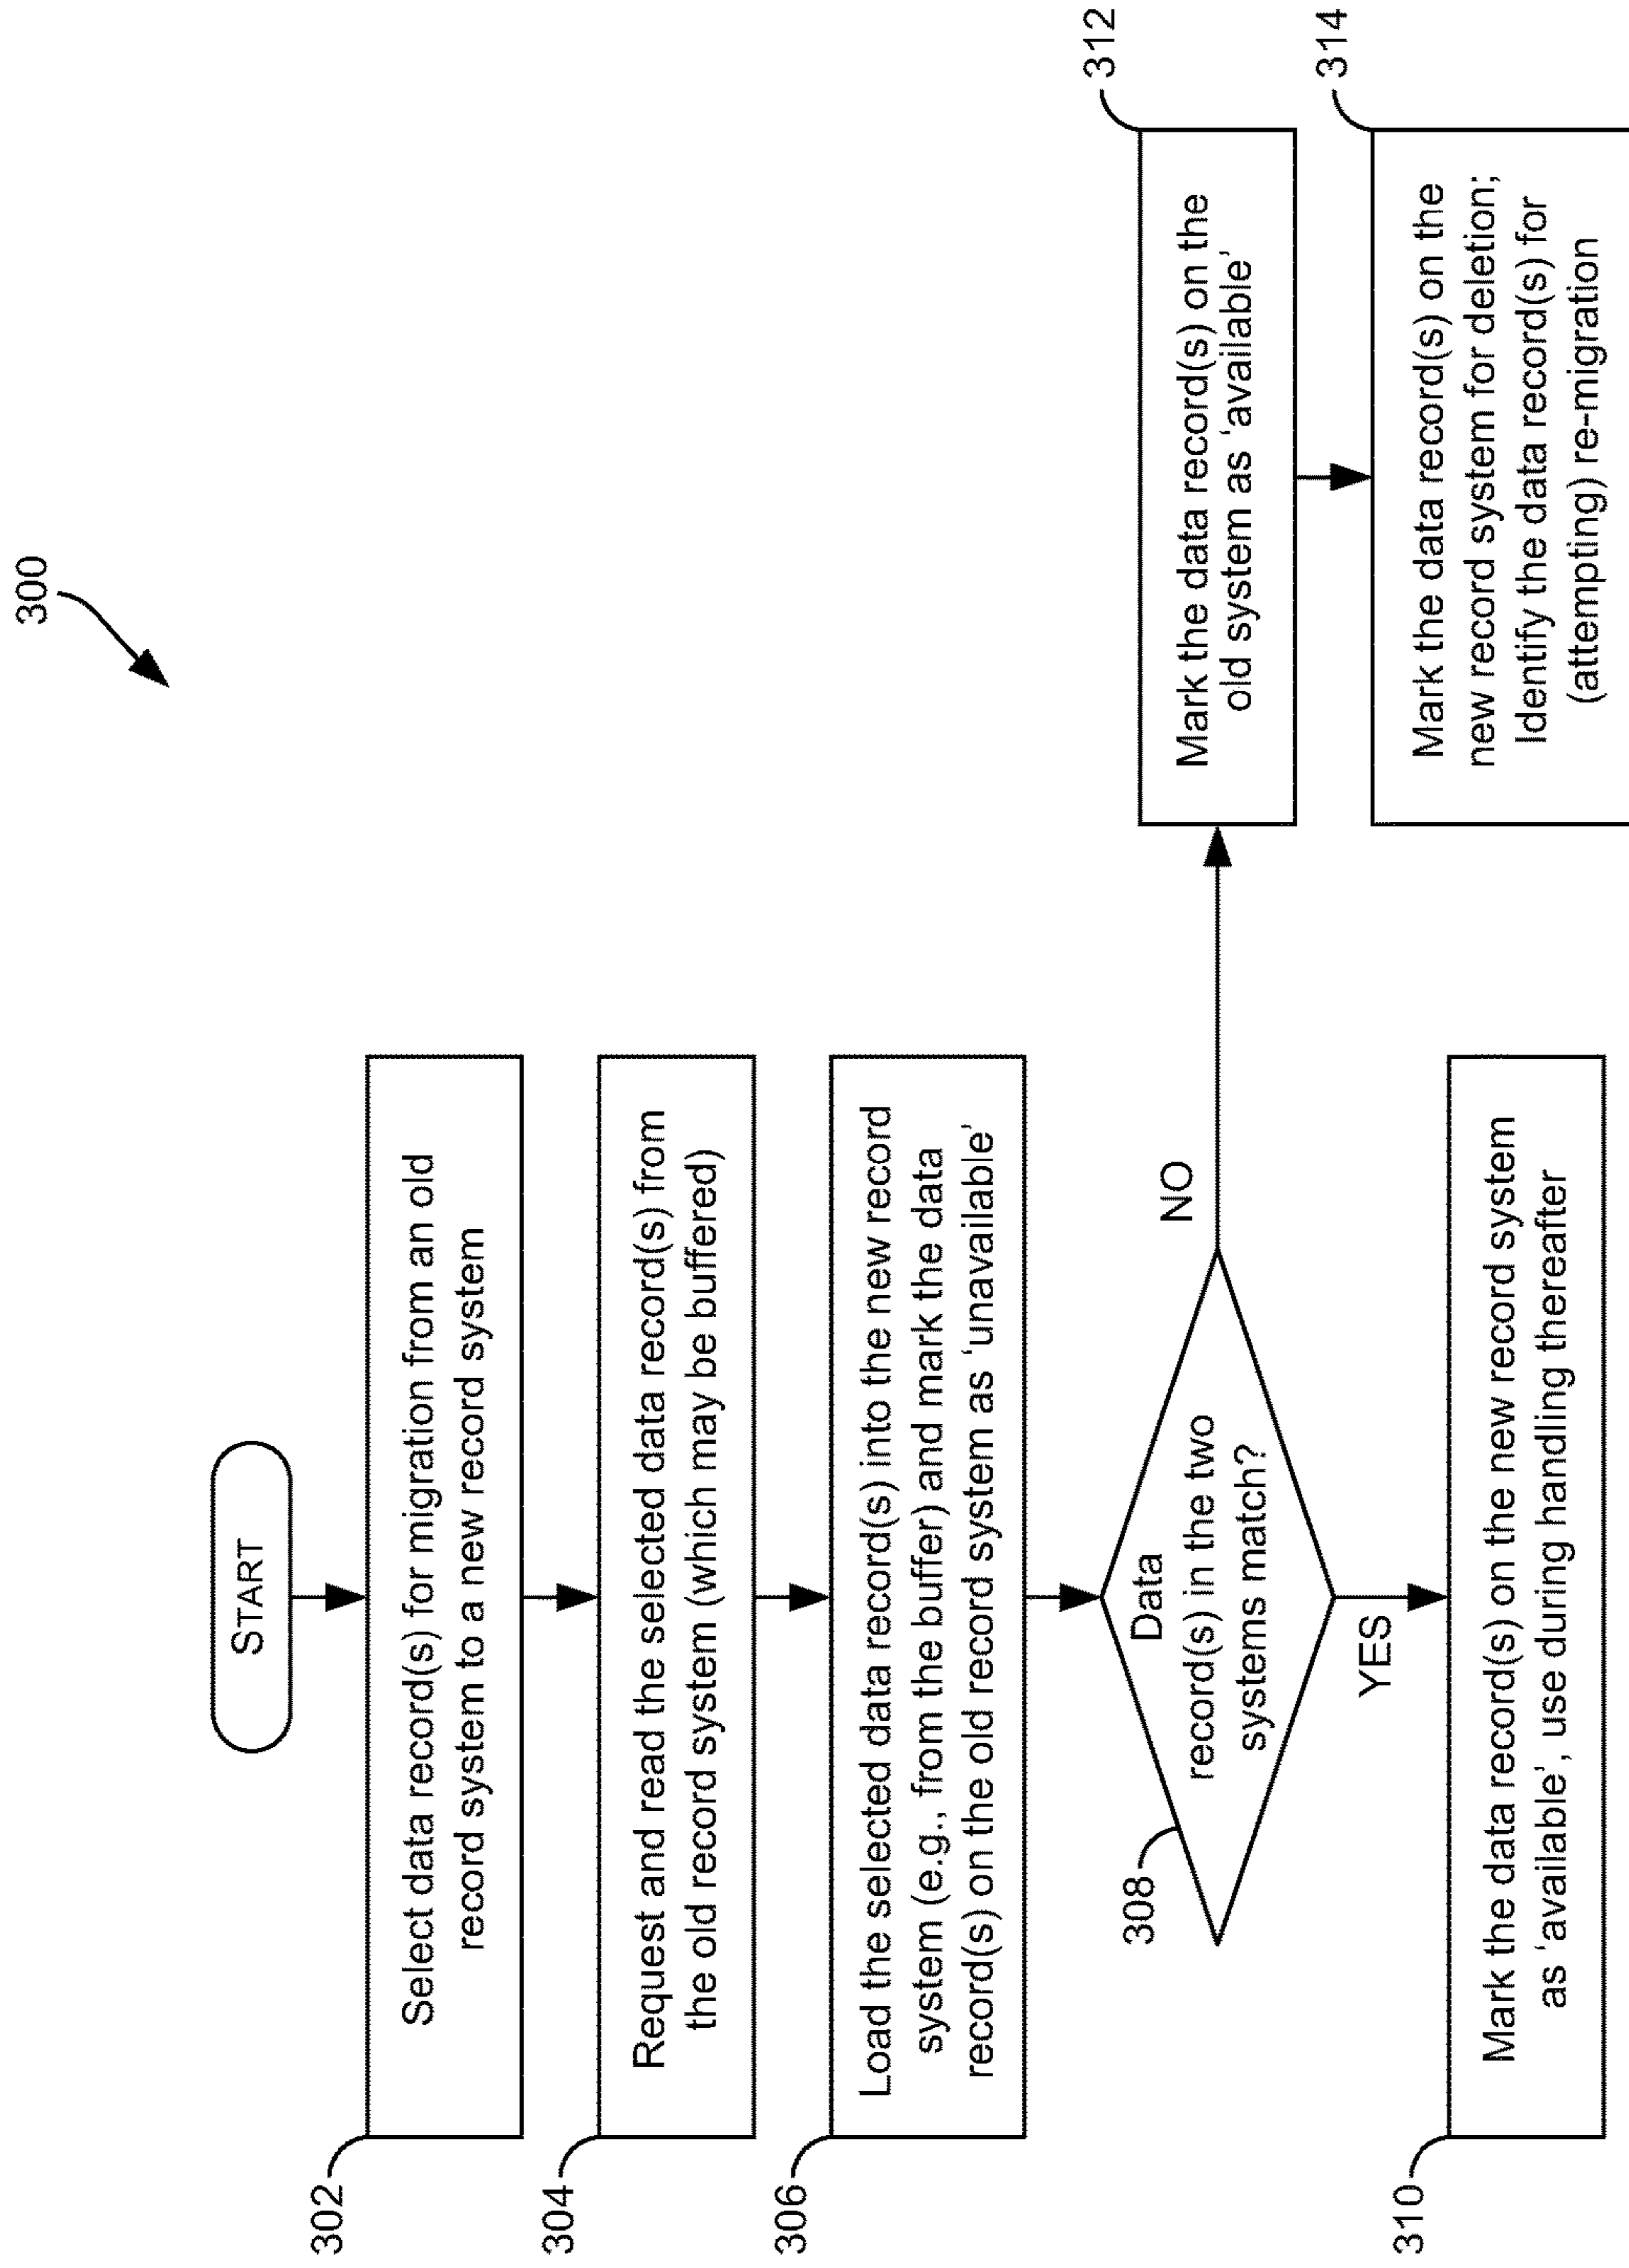 300
START
302
Select data record(s) for migration from an old
record system to a new record system
304
Request and read the selected data record(s) from
the old record system (which may be buffered)
306
Load the selected data record(s) into the new record
system (e.g., from the buffer) and mark the data
record(s) on the old record system as 'unavailable'
308
Data
record(s) in the two
systems match?
NO
YES
310
Mark the data record(s) on the new record system
as 'available', use during handling thereafter
312
Mark the data record(s) on the
old system as 'available'
314
Mark the data record(s) on the
new record system for deletion;
Identify the data record(s) for
(attempting) re-migration